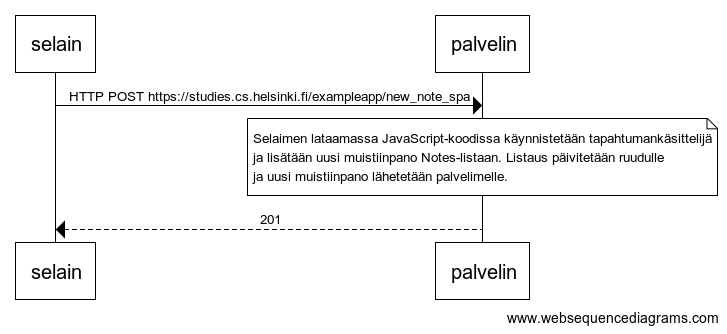 selain
palvelin
HTTP POST https://studies.cs.helsinki.fi/exampleapp/new_note_spa
Selaimen lataamassa JavaScript-koodissa käynnistetään tapahtumankäsittelijä
ja lisätään uusi muistiinpano Notes-listaan. Listaus päivitetään ruudulle
ja uusi muistiinpano lähetetään palvelimelle.
201
selain
palvelin
www.websequencediagrams.com